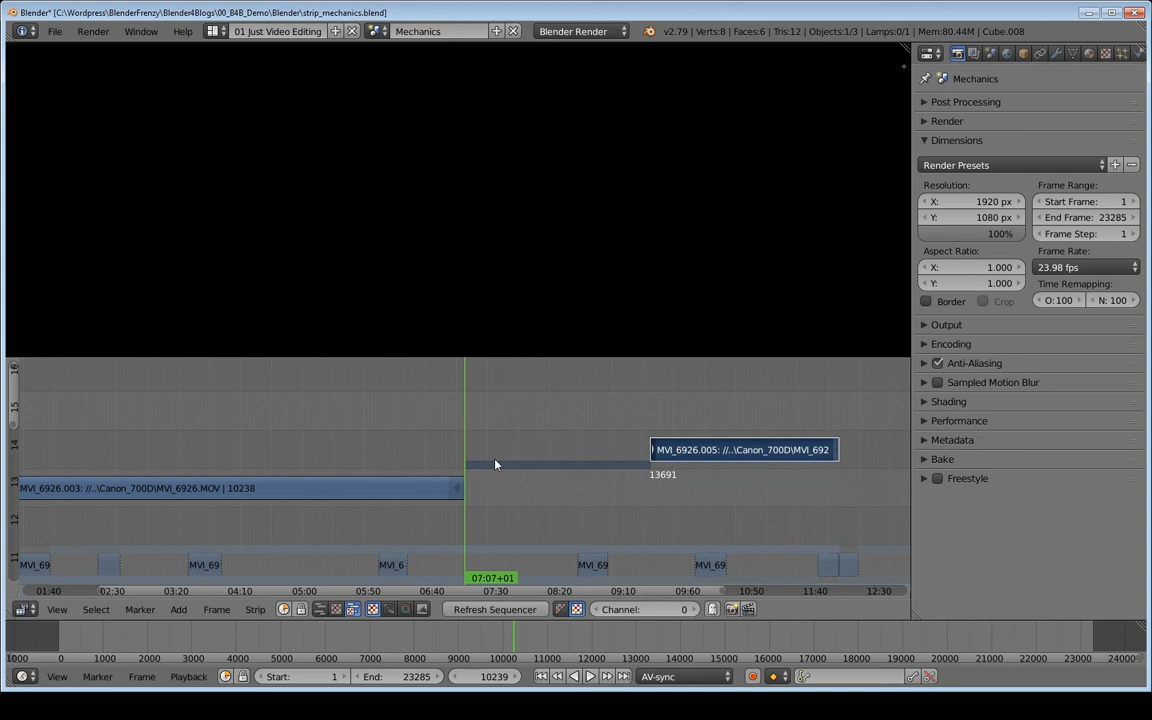 Blender* [C:\Wordpress\BlenderFrenzy\Blender4Blogs\00_B4B_Demo\Blender\strip_mechanics.blend]
File Render Window Help 01 Just Video Editing Mechanics Blender Render v2.79 | Verts:8 | Faces:6 | Tris:12 | Objects:1/3 | Lamps:0/1 | Mem:80.44M | Cube.008
Mechanics
Post Processing
Render
Dimensions
Render Presets
Resolution: Frame Range:
X: 1920 px Start Frame: 1
Y: 1080 px End Frame: 23285
100% Frame Step: 1
Aspect Ratio: Frame Rate:
X: 1.000 23.98 fps
Y: 1.000 Time Remapping:
Border Crop O: 100 N: 100
Output
Encoding
Anti-Aliasing
Sampled Motion Blur
Shading
Performance
Metadata
Bake
Freestyle
16
15
14
MVI_6926.005: //..\Canon_700D\MVI_692
13691
13
MVI_6926.003: //..\Canon_700D\MVI_6926.MOV | 10238
12
11
MVI_69 MVI_69 MVI_6 MVI_69 MVI_69
07:07+01
01:40 02:30 03:20 04:10 05:00 05:50 06:40 07:30 08:20 09:10 09:60 10:50 11:40 12:30
View Select Marker Add Frame Strip Refresh Sequencer Channel: 0
1000 0 1000 2000 3000 4000 5000 6000 7000 8000 9000 10000 11000 12000 13000 14000 15000 16000 17000 18000 19000 20000 21000 22000 23000 24000
View Marker Frame Playback Start: 1 End: 23285 10239 AV-sync